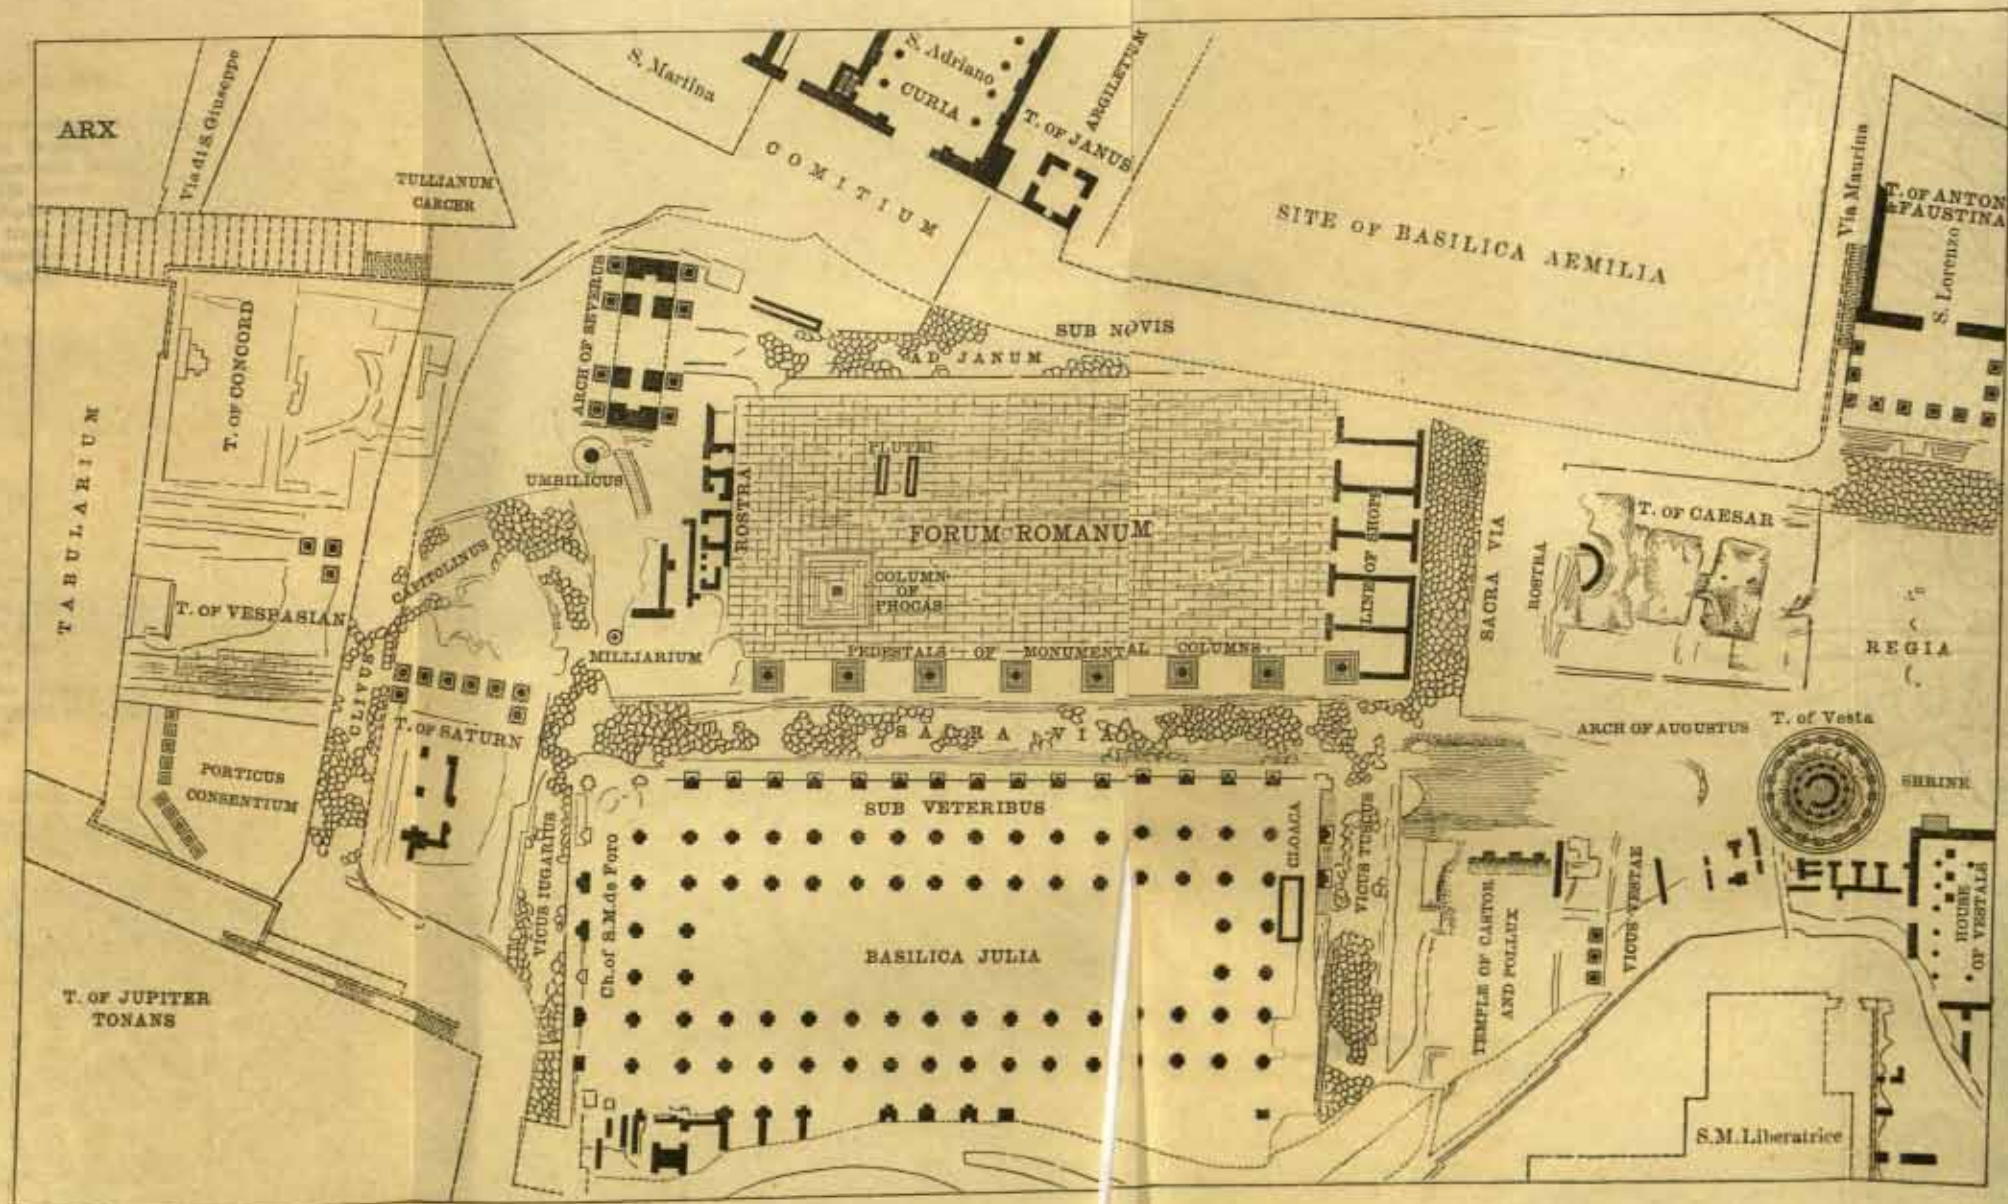 ARX
Via di S. Giuseppe
TULLIANUM
CARCER
S. Martina
S. Adriano
CURIA
COMITIUM
T. OF JANUS
ARGILETUM
SITE OF BASILICA AEMILIA
Via Maurina
T. OF ANTON
& FAUSTINA
S. Lorenzo
TABULARIUM
T. OF CONCORD
ARCH OF SEVERUS
SUB NOVIS
AD JANUM
UMBILICUS
ROSTRA
PLUTEI
FORUM ROMANUM
COLUMN
OF
PHOCAS
LINE OF SHOPS
SACRA VIA
ROSTRA
T. OF CAESAR
REGIA
T. OF VESPASIAN
CLIVUS
CAPITOLINUS
MILLIARIUM
PEDESTALS OF MONUMENTAL COLUMNS
T. OF SATURN
SACRA VIA
ARCH OF AUGUSTUS
T. of Vesta
SHRINE
PORTICUS
CONSENTIUM
VICUS IUGARIUS
Ch. of S. M. de Foro
SUB VETERIBUS
BASILICA JULIA
CLOACA
VICUS TUSCUS
TEMPLE OF CASTOR
AND POLLUX
VICUS VESTAE
HOUSE
OF VESTALS
T. OF JUPITER
TONANS
S. M. Liberatrice